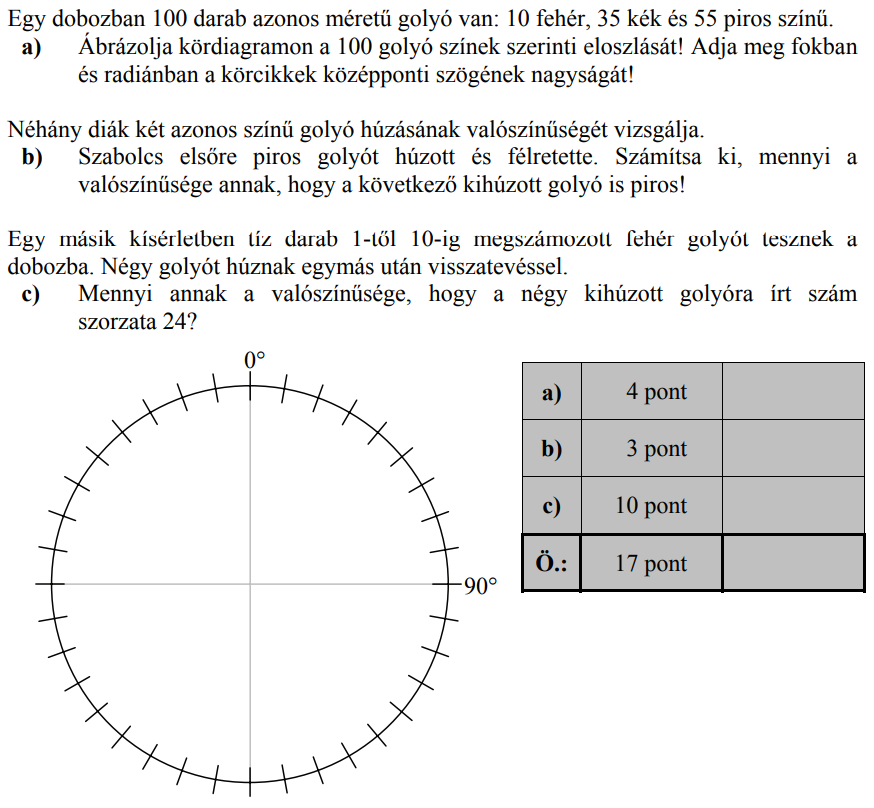 Egy dobozban 100 darab azonos méretű golyó van: 10 fehér, 35 kék és 55 piros színű.
a) Ábrázolja kördiagramon a 100 golyó színek szerinti eloszlását! Adja meg fokban
és radiánban a körcikkek középponti szögének nagyságát!
Néhány diák két azonos színű golyó húzásának valószínűségét vizsgálja.
b) Szabolcs elsőre piros golyót húzott és félretette. Számítsa ki, mennyi a
valószínűsége annak, hogy a következő kihúzott golyó is piros!
Egy másik kísérletben tíz darab 1-től 10-ig megszámozott fehér golyót tesznek a
dobozba. Négy golyót húznak egymás után visszatevéssel.
c) Mennyi annak a valószínűsége, hogy a négy kihúzott golyóra írt szám
szorzata 24?
0°
90°
a) 4 pont
b) 3 pont
c) 10 pont
Ö.: 17 pont